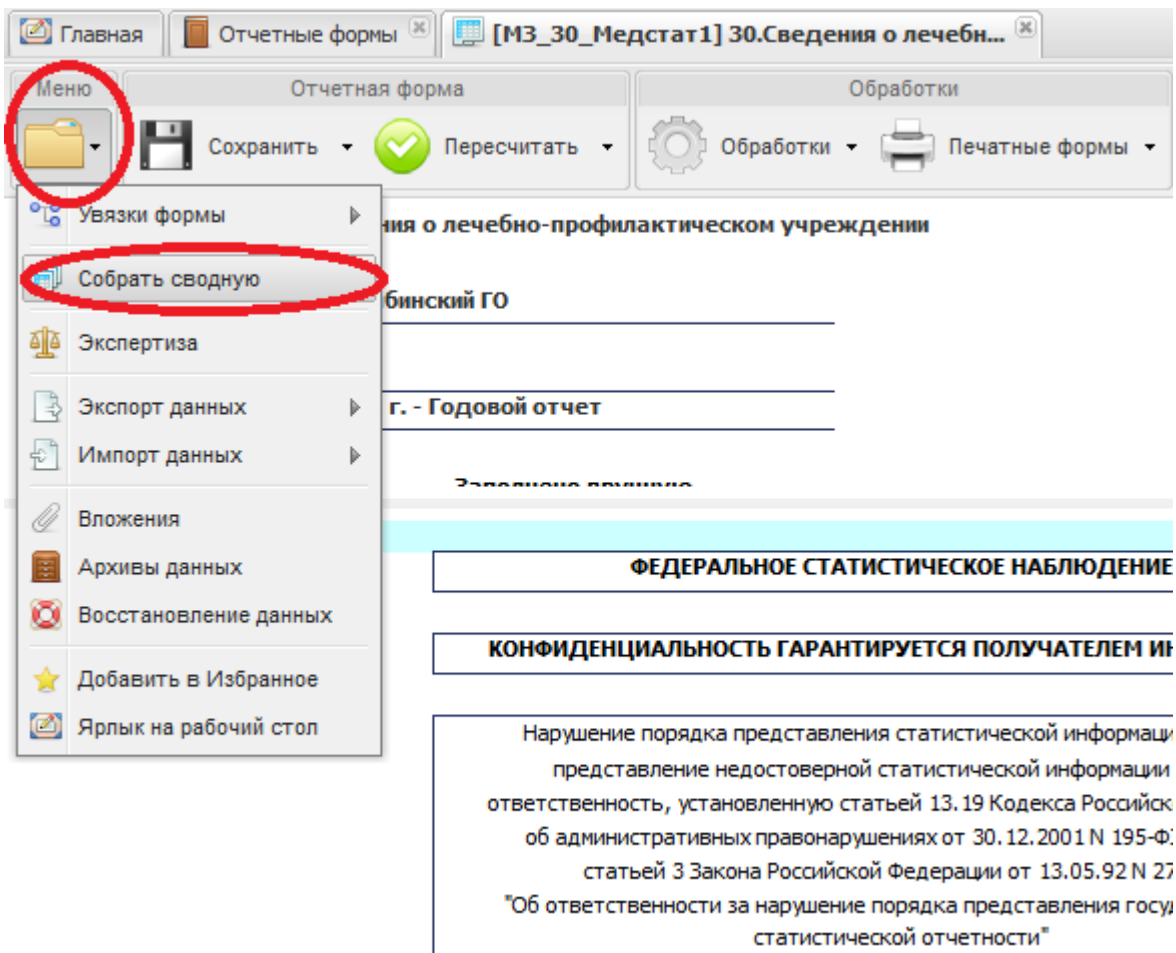 Главная Отчетные формы [МЗ_30_Медстат1] 30.Сведения о лечебн...
Меню Отчетная форма Обработки
Сохранить Пересчитать Обработки Печатные формы
Увязки формы
Собрать сводную
Экспертиза
Экспорт данных
Импорт данных
Вложения
Архивы данных
Восстановление данных
Добавить в Избранное
Ярлык на рабочий стол
ния о лечебно-профилактическом учреждении
бинский ГО
г. - Годовой отчет
Заполнено вручную
ФЕДЕРАЛЬНОЕ СТАТИСТИЧЕСКОЕ НАБЛЮДЕНИЕ
КОНФИДЕНЦИАЛЬНОСТЬ ГАРАНТИРУЕТСЯ ПОЛУЧАТЕЛЕМ ИН
Нарушение порядка представления статистической информаци
представление недостоверной статистической информации
ответственность, установленную статьей 13.19 Кодекса Российск
об административных правонарушениях от 30.12.2001 N 195-ФЗ
статьей 3 Закона Российской Федерации от 13.05.92 N 27
"Об ответственности за нарушение порядка представления госуд
статистической отчетности"